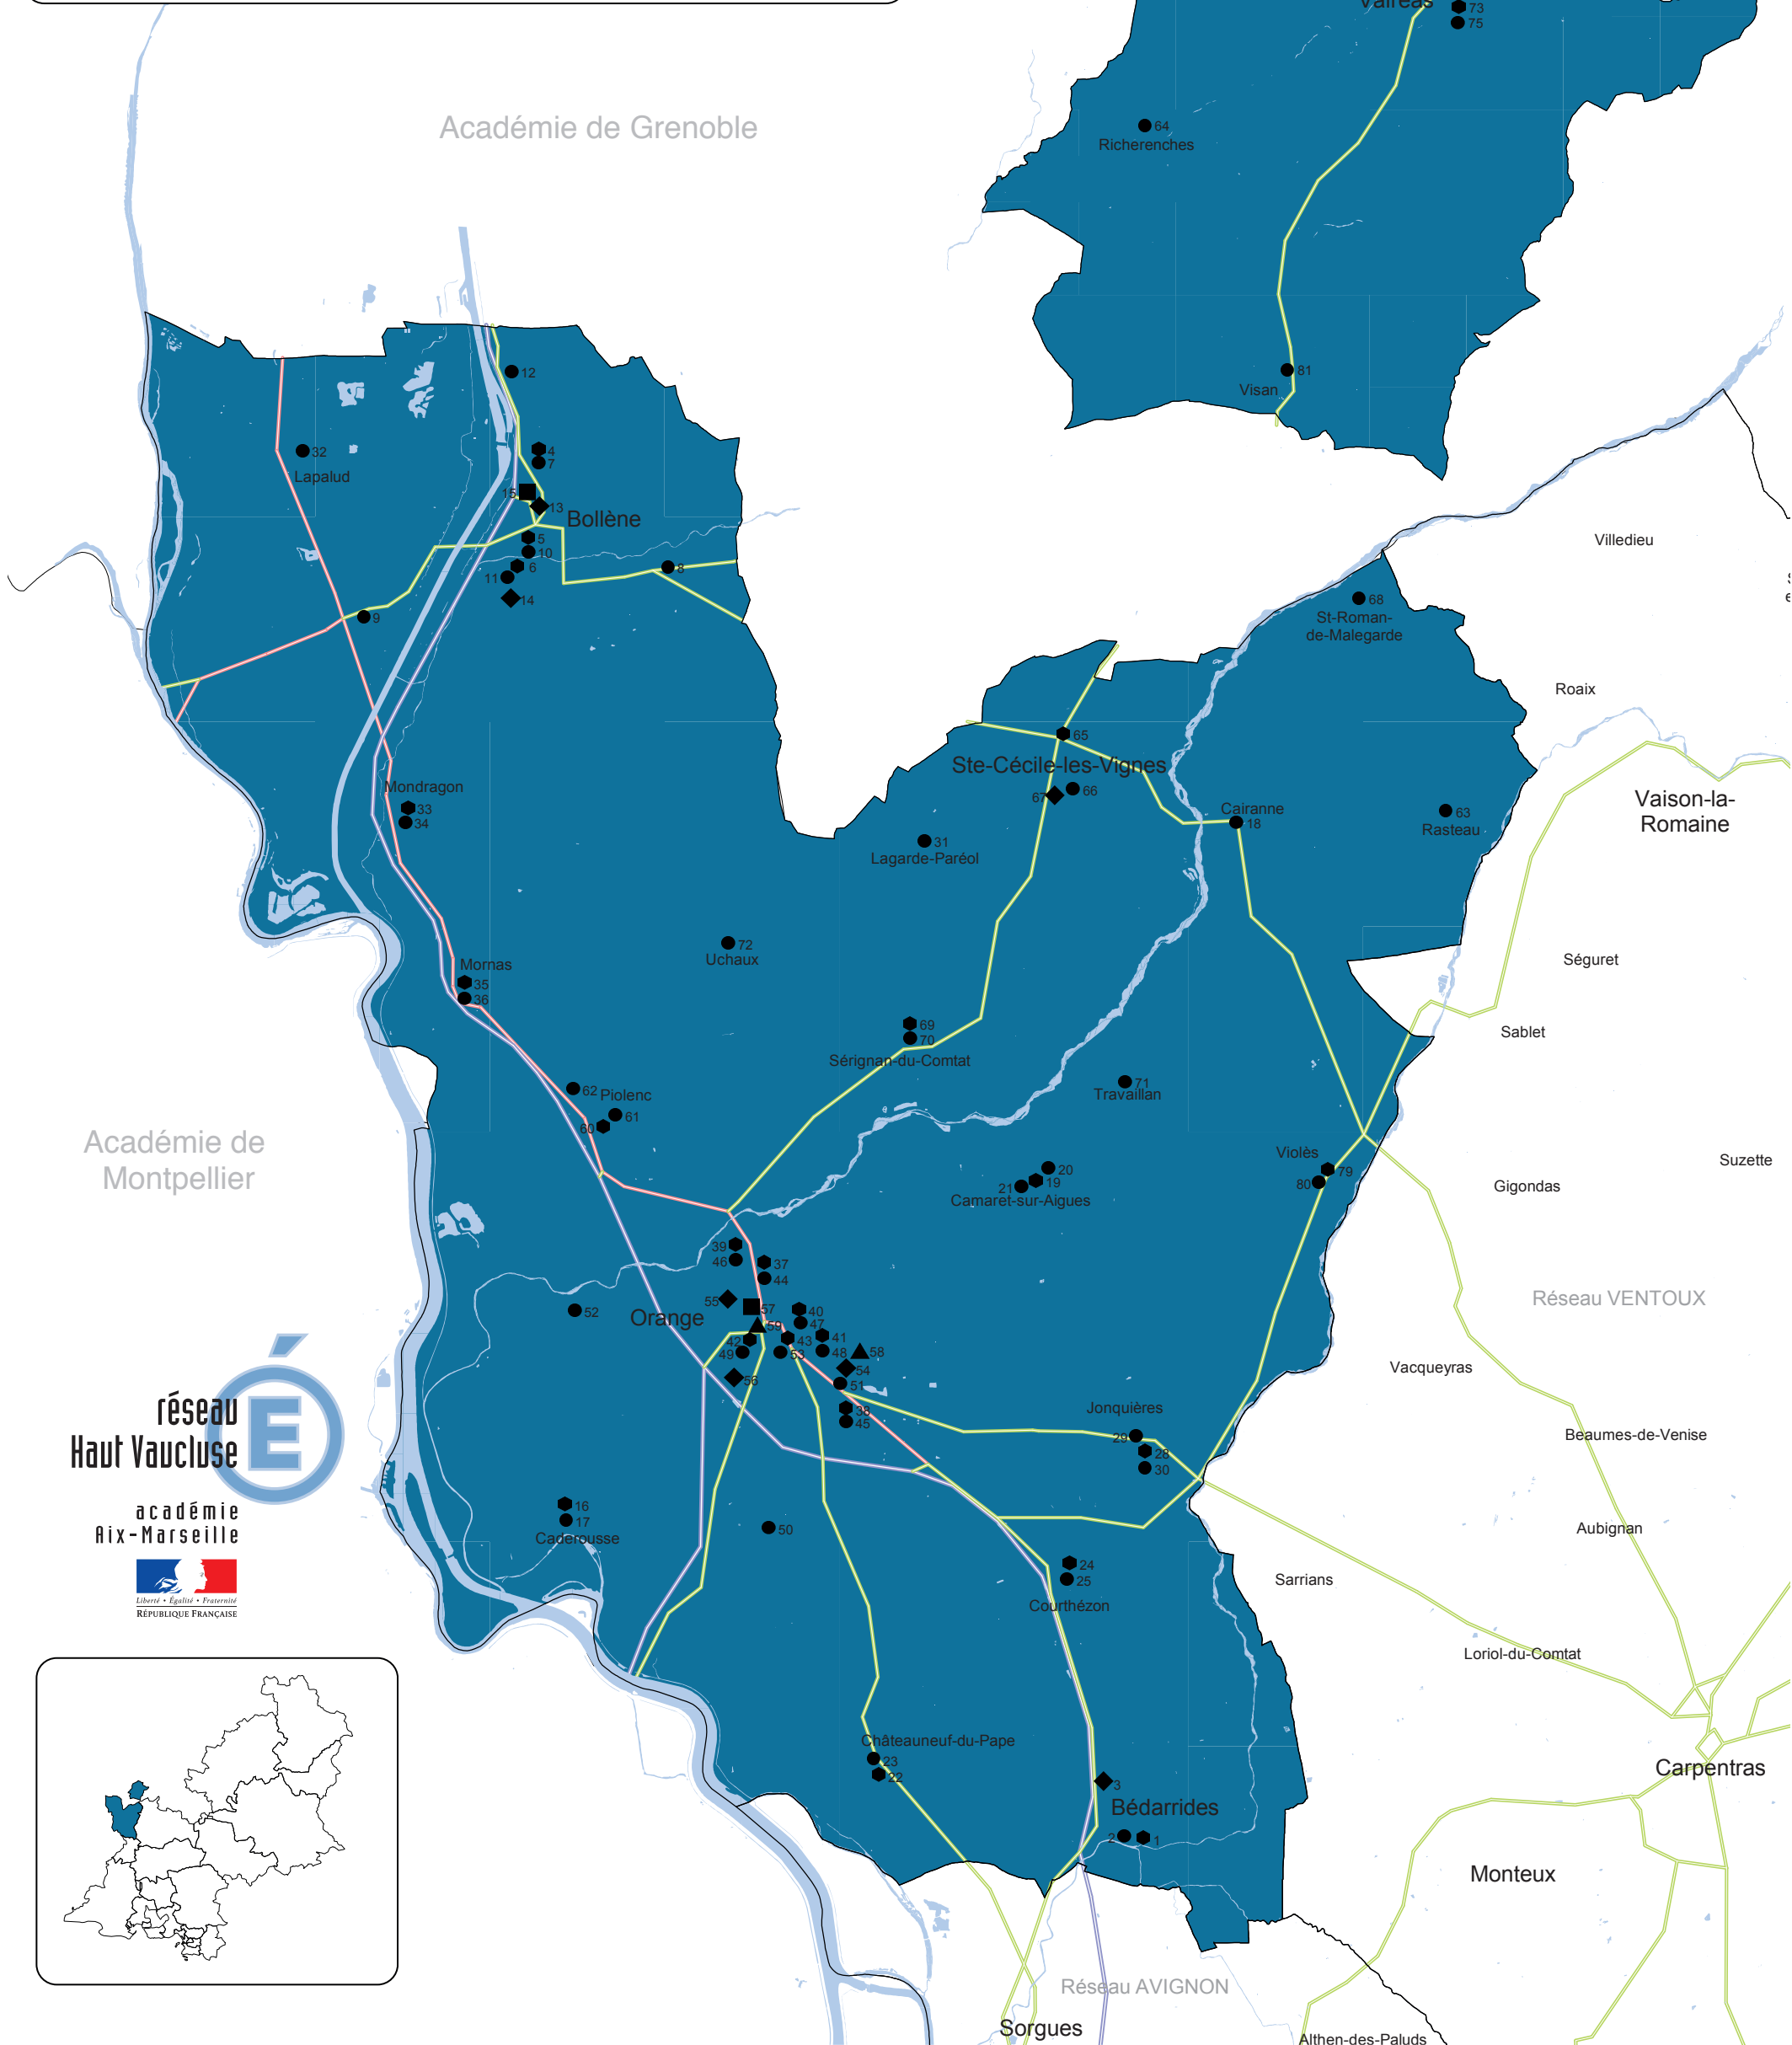 Valréas
73
75
Académie de Grenoble
64
Richerenches
12
81
Visan
4
32
7
Lapalud
15
13
Bollène
5
10
6
8
11
14
9
Villedieu
68
St-Roman-
de-Malegarde
Roaix
65
Ste-Cécile-les-Vignes
66
67
Mondragon
33
34
Cairanne
18
63
Rasteau
Vaison-la-
Romaine
31
Lagarde-Paréol
72
Uchaux
Séguret
Mornas
35
36
69
70
Sablet
Sérignan-du-Comtat
62
Piolenc
61
60
71
Travaillan
Académie de
Montpellier
Violès
79
80
20
19
21
Camaret-sur-Aigues
Suzette
Gigondas
39
46
37
44
55
57
40
47
52
Orange
59
42
43
41
49
53
48
58
54
56
51
38
45
Réseau VENTOUX
Vacqueyras
Jonquières
29
28
30
Beaumes-de-Venise
réseau
Haut Vaucluse
É
académie
Aix-Marseille
Liberté • Égalité • Fraternité
RÉPUBLIQUE FRANÇAISE
16
17
Caderousse
50
Aubignan
24
25
Courthézon
Sarrians
Loriol-du-Comtat
Châteauneuf-du-Pape
23
22
Carpentras
3
Bédarrides
2
1
Monteux
Réseau AVIGNON
Sorgues
Althen-des-Paluds